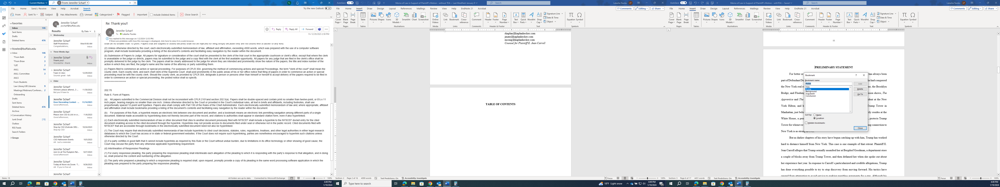 Current Mailbox
From: Jennifer Scharf
File Home Send / Receive View Help Acrobat Search
Try the new Outlook Off
From Sent To Subject Has Attachments Unread Categorized Flagged Important Include Deleted Items Close Search
Favorites
Inbox 146
Sent Items
Drafts
Deleted Items 476
ltowles@buffalo.edu
Inbox 146
*From Beth 2
*From Brian 3
*LRT 7
AALL 14
AALL Committee 3
AALS
From Students
Law Library/UB Libraries 9
Meetings/Webinars/Conferen... 2
Onboarding
Drafts
Sent Items
Deleted Items 476
Archive
Conversation History
Junk Email [15]
Outbox
RSS Feeds
Search Folders
Groups
Jennifer Scharf
jnscharf@buffalo.edu
Results By Date
Wednesday
Jennifer Scharf
Staff Promotions Wed 9:56 AM
Congratulations, Inbox
Three Weeks Ago
Jennifer Scharf
Thank you!!
Wonderful - thank Inbox
Jennifer Scharf
Topic in class 12/29/2023
Sounds great - talk Inbox
Older
Jennifer Scharf
Winners please attend...3 ... 11/30/2023
But you'll have to Inbox
Jennifer Scharf
Door Decorating Contest - ... 11/14/2023
Good afternoon, Inbox
Jennifer Scharf
Please Join CSO & LAA in cr... 11/6/2023
Good afternoon, Inbox
Jennifer Scharf
Stop by CSO (Outside 309/... 10/24/2023
Stop by CSO Inbox
Jennifer Scharf
CSO Halloween Events 10/5/2023
All: Just a reminder Inbox
Jennifer Scharf
Join Us at The Pumpkin Pat... 9/27/2023
Good afternoon! Inbox
Jennifer Scharf
Today at Noon via Zoom: T... 9/26/2023
All: If you're free at Inbox
Jennifer Scharf
Re: Thank you!!
JS Jennifer Scharf
To Latasha Towles
Reply Reply All Forward
Fri 12/29/2023 2:58 PM
You replied to this message on 1/2/2024 12:53 PM.
If there are problems with how this message is displayed, click here to view it in a web browser.
shall be no smaller than 10 point. Papers that are stapled or bound securely shall not be rejected for filing simply because they are not bound with a backer of any kind.
(2) Unless otherwise directed by the court, each electronically-submitted memorandum of law, affidavit and affirmation, exceeding 4500 words, which was prepared with the use of a computer software
program, shall include bookmarks providing a listing of the document's contents and facilitating easy navigation by the reader within the document.
(b) Submission of Papers to Judge. All papers for signature or consideration of the court shall be presented to the clerk of the trial court in the appropriate courtroom or clerk's office, except that where the clerk
is unavailable or the judge so directs, papers may be submitted to the judge and a copy filed with the clerk at the first available opportunity. All papers for any judge that are filed in the clerk's office shall be
promptly delivered to the judge by the clerk. The papers shall be clearly addressed to the judge for whom they are intended and prominently show the nature of the papers, the title and index number of the
action in which they are filed, the judge's name and the name of the attorney or party submitting them.
(c) Papers filed to commence an action or special proceeding. For purposes of CPLR 304. governing the method of commencing actions and special Proceedings. the term "clerk of the court" shall mean the
county clerk. Each county clerk, and each chief clerk of the Supreme Court. shall post prominently in the public areas of his or her office notice that filing of papers in order to commence an action or special
proceeding must be with the county clerk. Should the county clerk, as provided by CPLR 304, designate a person or persons other than himself or herself to accept delivery of the papers required to be filed in
order to commence an action or special proceeding, the posted notice shall so specify.
*****************
202.70
Rule 6. Form of Papers.
(a) All papers submitted to the Commercial Division shall not be inconsistent with CPLR 2101and section 202.5(a). Papers shall be double-spaced and contain print no smaller than twelve-point, or 8½ x 11
inch paper, bearing margins no smaller than one inch. Unless otherwise directed by the Court or provided in the Court's individual rules, all text in briefs and affidavits, including footnotes, shall use
proportionally spaced 12-point serif typeface. Papers also shall comply with Part 130 of the Rules of the Chief Administrator. Each electronically-submitted memorandum of law and, where appropriate, affidavit
and affirmation shall include bookmarks providing a listing of the document's contents and facilitating easy navigation by the reader within the document.
(b) For purposes of this Rule, a hyperlink means an electronic link between one document and another, and a bookmark means an electronic link permitting navigation among different parts of a single
document. Material made accessible by hyperlinking does not thereby become part of the record, and citations to authorities shall appear in standard citation form, even if also hyperlinked.
(c) Each electronically submitted memorandum of law or other document that cites to another document previously filed with NYSCEF shall include a hyperlink to the NYSCEF docket entry for the cited
document enabling access to the cited document through the hyperlink. Hyperlinks may not provide access to documents filed under seal or otherwise not in the public record. Cited documents filed with
NYSCEF that are accessible through bookmarks in the electronically submitted document need not also be hyperlinked.
(1) The Court may require that electronically submitted memoranda of law include hyperlinks to cited court decisions, statutes, rules, regulations, treatises, and other legal authorities in either legal research
databases to which the Court has access or in state or federal government websites. If the Court does not require such hyperlinking, parties are nonetheless encouraged to hyperlink such citations unless
otherwise directed by the Court.
(2) If a party certifies in good faith that it cannot include hyperlinks as required by this Rule or the Court without undue burden, due to limitations in its office technology or other showing of good cause, the
Court may excuse the party from any otherwise applicable hyperlinking requirement.
(d) Interlineation of Responsive Pleadings
(1) For every responsive pleading, the party preparing the responsive pleading shall interlineate each allegation of the pleading to which it is responding with the party's response to that allegation, and in doing
so, shall preserve the content and numbering of the allegation.
(2) The party who prepared a pleading to which a responsive pleading is required shall, upon request, promptly provide a copy of its pleading in the same word processing software application in which the
pleading was prepared to the party preparing the responsive pleading.
Items: 18 All folders are up to date. Connected to: Microsoft Exchange 100%
4:49 PM
1/19/2024
AutoSave On Memo of Law in Support of Plaintiff's Motion - without TOA • Last Modified: January 9 Search Latasha Towles LT
File Home Insert Draw Design Layout References Mailings Review View Help EndNote 21 Acrobat Comments Editing Share
Cover Page Blank Page Page Break Table Pictures Shapes Icons 3D Models SmartArt Chart Screenshot Online Videos Link Bookmark Cross-reference Comment Header Footer Page Number Text Box Quick Parts WordArt Drop Cap Signature Line Date & Time Object Equation Symbol
Pages Tables Illustrations Media Links Comments Header & Footer Text Symbols
rkaplan@kaplanhecker.com
jmatz@kaplanhecker.com
mcraig@kaplanhecker.com
Counsel for Plaintiff E. Jean Carroll
TABLE OF CONTENTS
Section: 2 Page 2 of 16 4099 words Text Predictions: On Accessibility: Investigate Focus 100%
Type here to search 18°F Light snow 4:49 PM
1/19/2024
AutoSave On Memo of Law in Support of Plaintiff's Motion - withTOA • Saved Search Latasha Towles LT
File Home Insert Draw Design Layout References Mailings Review View Help EndNote 21 Acrobat Comments Editing Share
Cover Page Blank Page Page Break Table Pictures Shapes Icons 3D Models SmartArt Chart Screenshot Online Videos Link Bookmark Cross-reference Comment Header Footer Page Number Text Box Quick Parts WordArt Drop Cap Signature Line Date & Time Object Equation Symbol
Pages Tables Illustrations Media Links Comments Header & Footer Text Symbols
iii
PRELIMINARY STATEMENT
For better or has always been
part of Defendant Do he had conquered
the New York real e ne, the Brooklyn
Bridge, and Flushing sion shows, The
Apprentice and The ident at the New
York Hilton; and h Trump Tower in
Manhattan, just belo ily resides at the
White House, a per , protects Trump
Tower for whenever ong connection to
New York is as strong as ever.
But as darker chapters of his story have begun catching up with him, Trump has worked
hard to distance himself from New York. This case is one example of that retreat. Plaintiff E.
Jean Carroll alleges that Trump sexually assaulted her at Bergdorf Goodman, a department store
a couple of blocks away from Trump Tower, and then defamed her when she spoke out about
her experience last year. In response to Carroll's particularized and credible allegations, Trump
has done everything possible to try to stop discovery from moving forward. His tactics have
ranged from attempting to avoid service to making meritless arguments for a stay. Although his
Bookmark ?
Bookmark name:
Prelim
TOA
Prelim
Background
Argument
Conclusion
Add
Delete
Go To
Sort by: Name
Location
Hidden bookmarks
Close
Section: 3 Page 6 of 17 4451 words Text Predictions: On Accessibility: Investigate Focus 100%
4:49 PM
1/19/2024